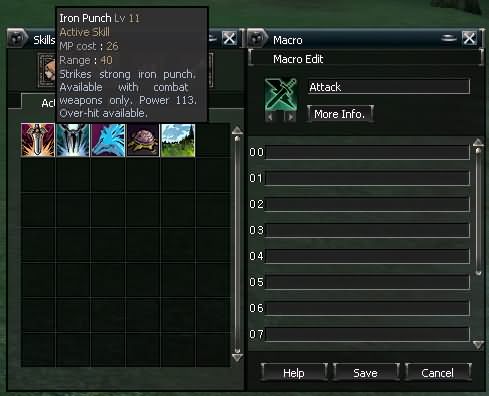 Iron Punch Lv 11
Active Skill
MP cost : 26
Range : 40
Strikes strong iron punch.
Available with combat
weapons only. Power 113.
Over-hit available.
Skills
Ac
Macro
Macro Edit
Attack
More Info.
00
01
02
03
04
05
06
07
Help Save Cancel